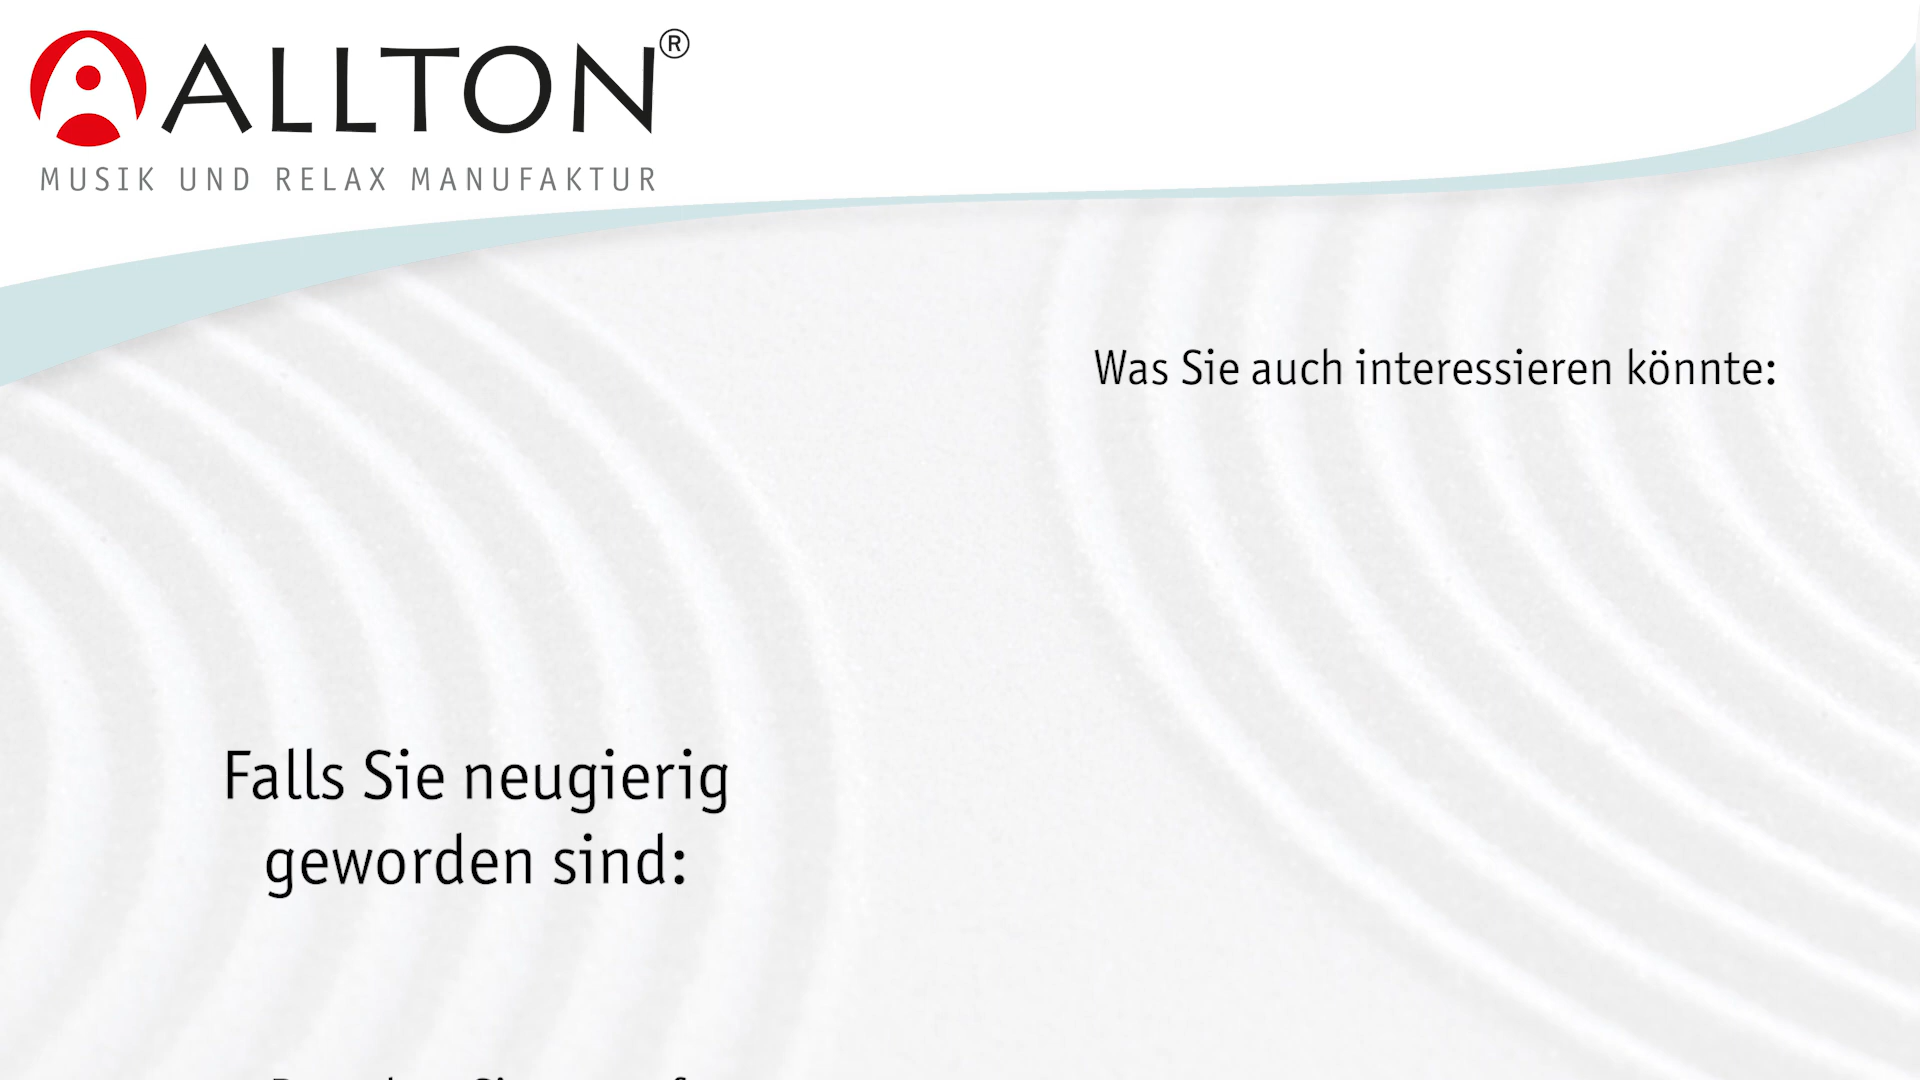 ALLTON®
MUSIK UND RELAX MANUFAKTUR
Was Sie auch interessieren könnte:
Falls Sie neugierig
geworden sind: